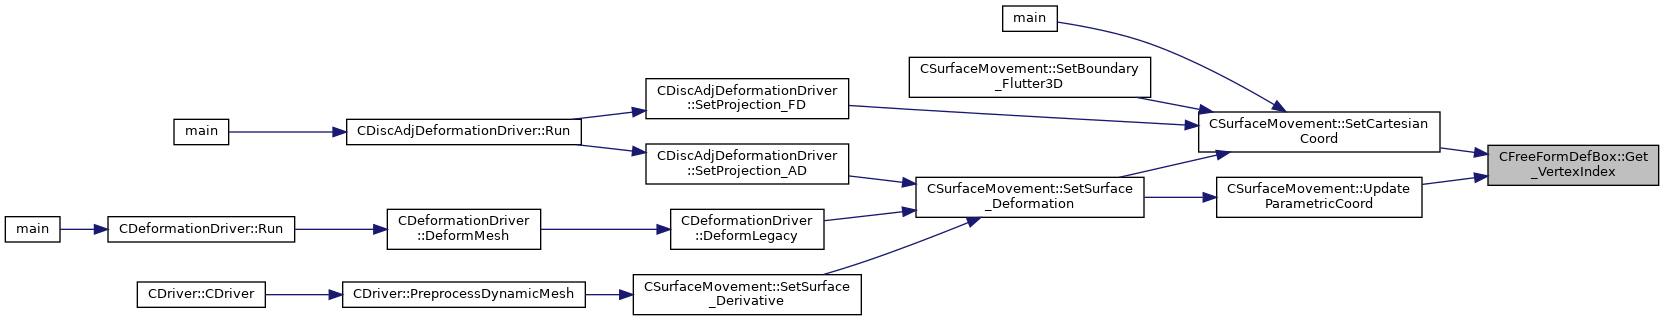 main
CSurfaceMovement::SetBoundary
_Flutter3D
CDiscAdjDeformationDriver
::SetProjection_FD
CSurfaceMovement::SetCartesian
Coord
main
CDiscAdjDeformationDriver::Run
CFreeFormDefBox::Get
_VertexIndex
CDiscAdjDeformationDriver
::SetProjection_AD
CSurfaceMovement::SetSurface
_Deformation
CSurfaceMovement::Update
ParametricCoord
main
CDeformationDriver::Run
CDeformationDriver
::DeformMesh
CDeformationDriver
::DeformLegacy
CDriver::CDriver
CDriver::PreprocessDynamicMesh
CSurfaceMovement::SetSurface
_Derivative